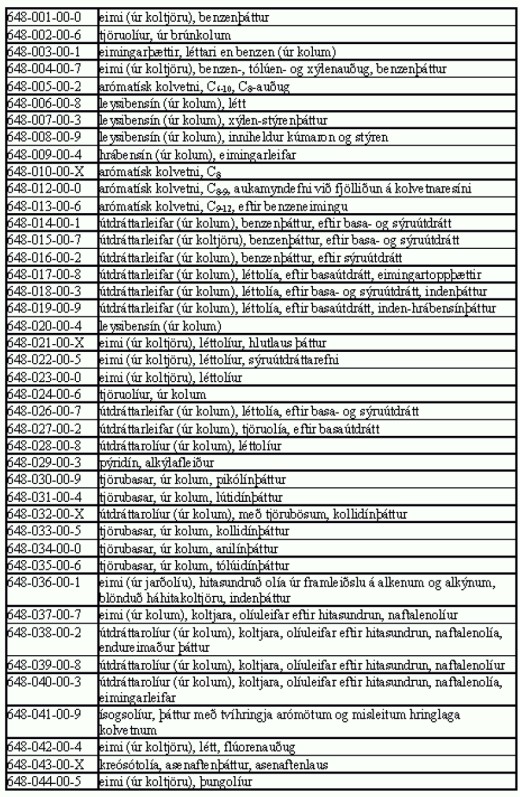 648-001-00-0 eimi (úr koltjöru), benzenþáttur
648-002-00-6 tjöruolíur, úr brúnkolum
648-003-00-1 eimingarþættir, léttari en benzen (úr kolum)
648-004-00-7 eimi (úr koltjöru), benzen-, tólúen- og xýlenauðug, benzenþáttur
648-005-00-2 arómatísk kolvetni, C6-10, C8-auðug
648-006-00-8 leysibensín (úr kolum), létt
648-007-00-3 leysibensín (úr kolum), xýlen-stýrenþáttur
648-008-00-9 leysibensín (úr kolum), inniheldur kúmaron og stýren
648-009-00-4 hrábensín (úr kolum), eimingarleifar
648-010-00-X arómatísk kolvetni, C8
648-012-00-0 arómatísk kolvetni, C8-9, aukamyndefni við fjölliðun á kolvetnaresíni
648-013-00-6 arómatísk kolvetni, C9-12, eftir benzeneimingu
648-014-00-1 útdráttarleifar (úr kolum), benzenþáttur, eftir basa- og sýruútdrátt
648-015-00-7 útdráttarleifar (úr koltjöru), benzenþáttur, eftir basa- og sýruútdrátt
648-016-00-2 útdráttarleifar (úr kolum), benzenþáttur, eftir sýruútdrátt
648-017-00-8 útdráttarleifar (úr kolum), léttolía, eftir basaútdrátt, eimingartoppþættir
648-018-00-3 útdráttarleifar (úr kolum), léttolía, eftir basa- og sýruútdrátt, indenþáttur
648-019-00-9 útdráttarleifar (úr kolum), léttolía, eftir basaútdrátt, inden-hrábensínþáttur
648-020-00-4 leysibensín (úr kolum)
648-021-00-X eimi (úr koltjöru), léttolíur, hlutlaus þáttur
648-022-00-5 eimi (úr koltjöru), léttolíur, sýruútdráttarefni
648-023-00-0 eimi (úr koltjöru), léttolíur
648-024-00-6 tjöruolíur, úr kolum
648-026-00-7 útdráttarleifar (úr kolum), léttolía, eftir basa- og sýruútdrátt
648-027-00-2 útdráttarleifar (úr kolum), tjöruolía, eftir basaútdrátt
648-028-00-8 útdráttarolíur (úr kolum), léttolíur
648-029-00-3 pýridín, alkýlafleiður
648-030-00-9 tjörubasar, úr kolum, pikólínþáttur
648-031-00-4 tjörubasar, úr kolum, lútidínþáttur
648-032-00-X útdráttarolíur (úr kolum), með tjörubösum, kollidínþáttur
648-033-00-5 tjörubasar, úr kolum, kollidínþáttur
648-034-00-0 tjörubasar, úr kolum, anilínþáttur
648-035-00-6 tjörubasar, úr kolum, tólúidínþáttur
648-036-00-1 eimi (úr jarðolíu), hitasundruð olía úr framleiðslu á alkenum og alkýnum,
blönduð háhitakoltjöru, indenþáttur
648-037-00-7 eimi (úr kolum), koltjara, olíuleifar eftir hitasundrun, naftalenolíur
648-038-00-2 útdráttarolíur (úr kolum), koltjara, olíuleifar eftir hitasundrun, naftalenolía,
endureimaður þáttur
648-039-00-8 útdráttarolíur (úr kolum), koltjara, olíuleifar eftir hitasundrun, naftalenolíur
648-040-00-3 útdráttarolíur (úr kolum), koltjara, olíuleifar eftir hitasundrun, naftalenolía,
eimingarleifar
648-041-00-9 ísogsolíur, þáttur með tvíhringja arómötum og misleitum hringlaga
kolvetnum
648-042-00-4 eimi (úr koltjöru), létt, flúorenauðug
648-043-00-X kreósótolía, asenaftenþáttur, asenaftenlaus
648-044-00-5 eimi (úr koltjöru), þungolíur